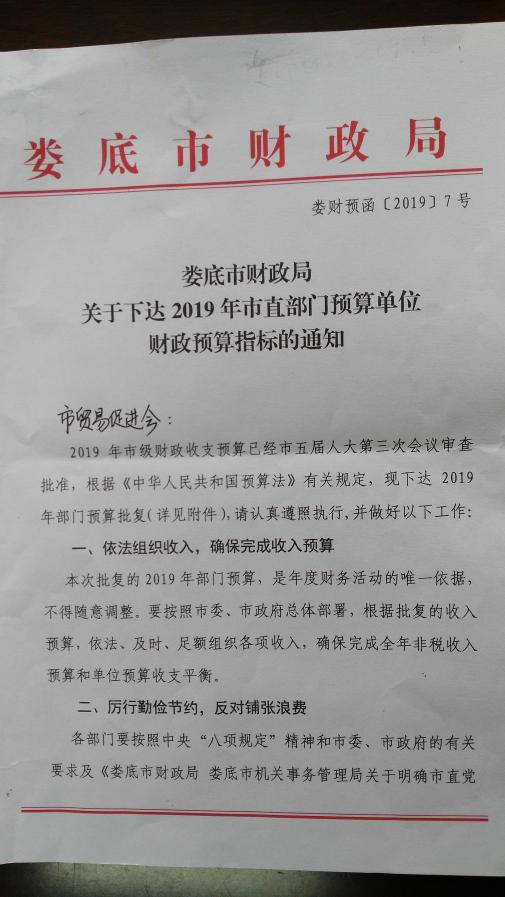 娄底市财政局
娄财预函〔2019〕7号
娄底市财政局
关于下达2019年市直部门预算单位
财政预算指标的通知
市贸易促进会：
2019 年市级财政收支预算已经市五届人大第三次会议审查
批准，根据《中华人民共和国预算法》有关规定，现下达 2019
年部门预算批复（详见附件），请认真遵照执行，并做好以下工作：
一、依法组织收入，确保完成收入预算
本次批复的 2019 年部门预算，是年度财务活动的唯一依据，
不得随意调整。要按照市委、市政府总体部署，根据批复的收入
预算，依法、及时、足额组织各项收入，确保完成全年非税收入
预算和单位预算收支平衡。
二、厉行勤俭节约，反对铺张浪费
各部门要按照中央“八项规定”精神和市委、市政府的有关
要求及《娄底市财政局 娄底市机关事务管理局关于明确市直党